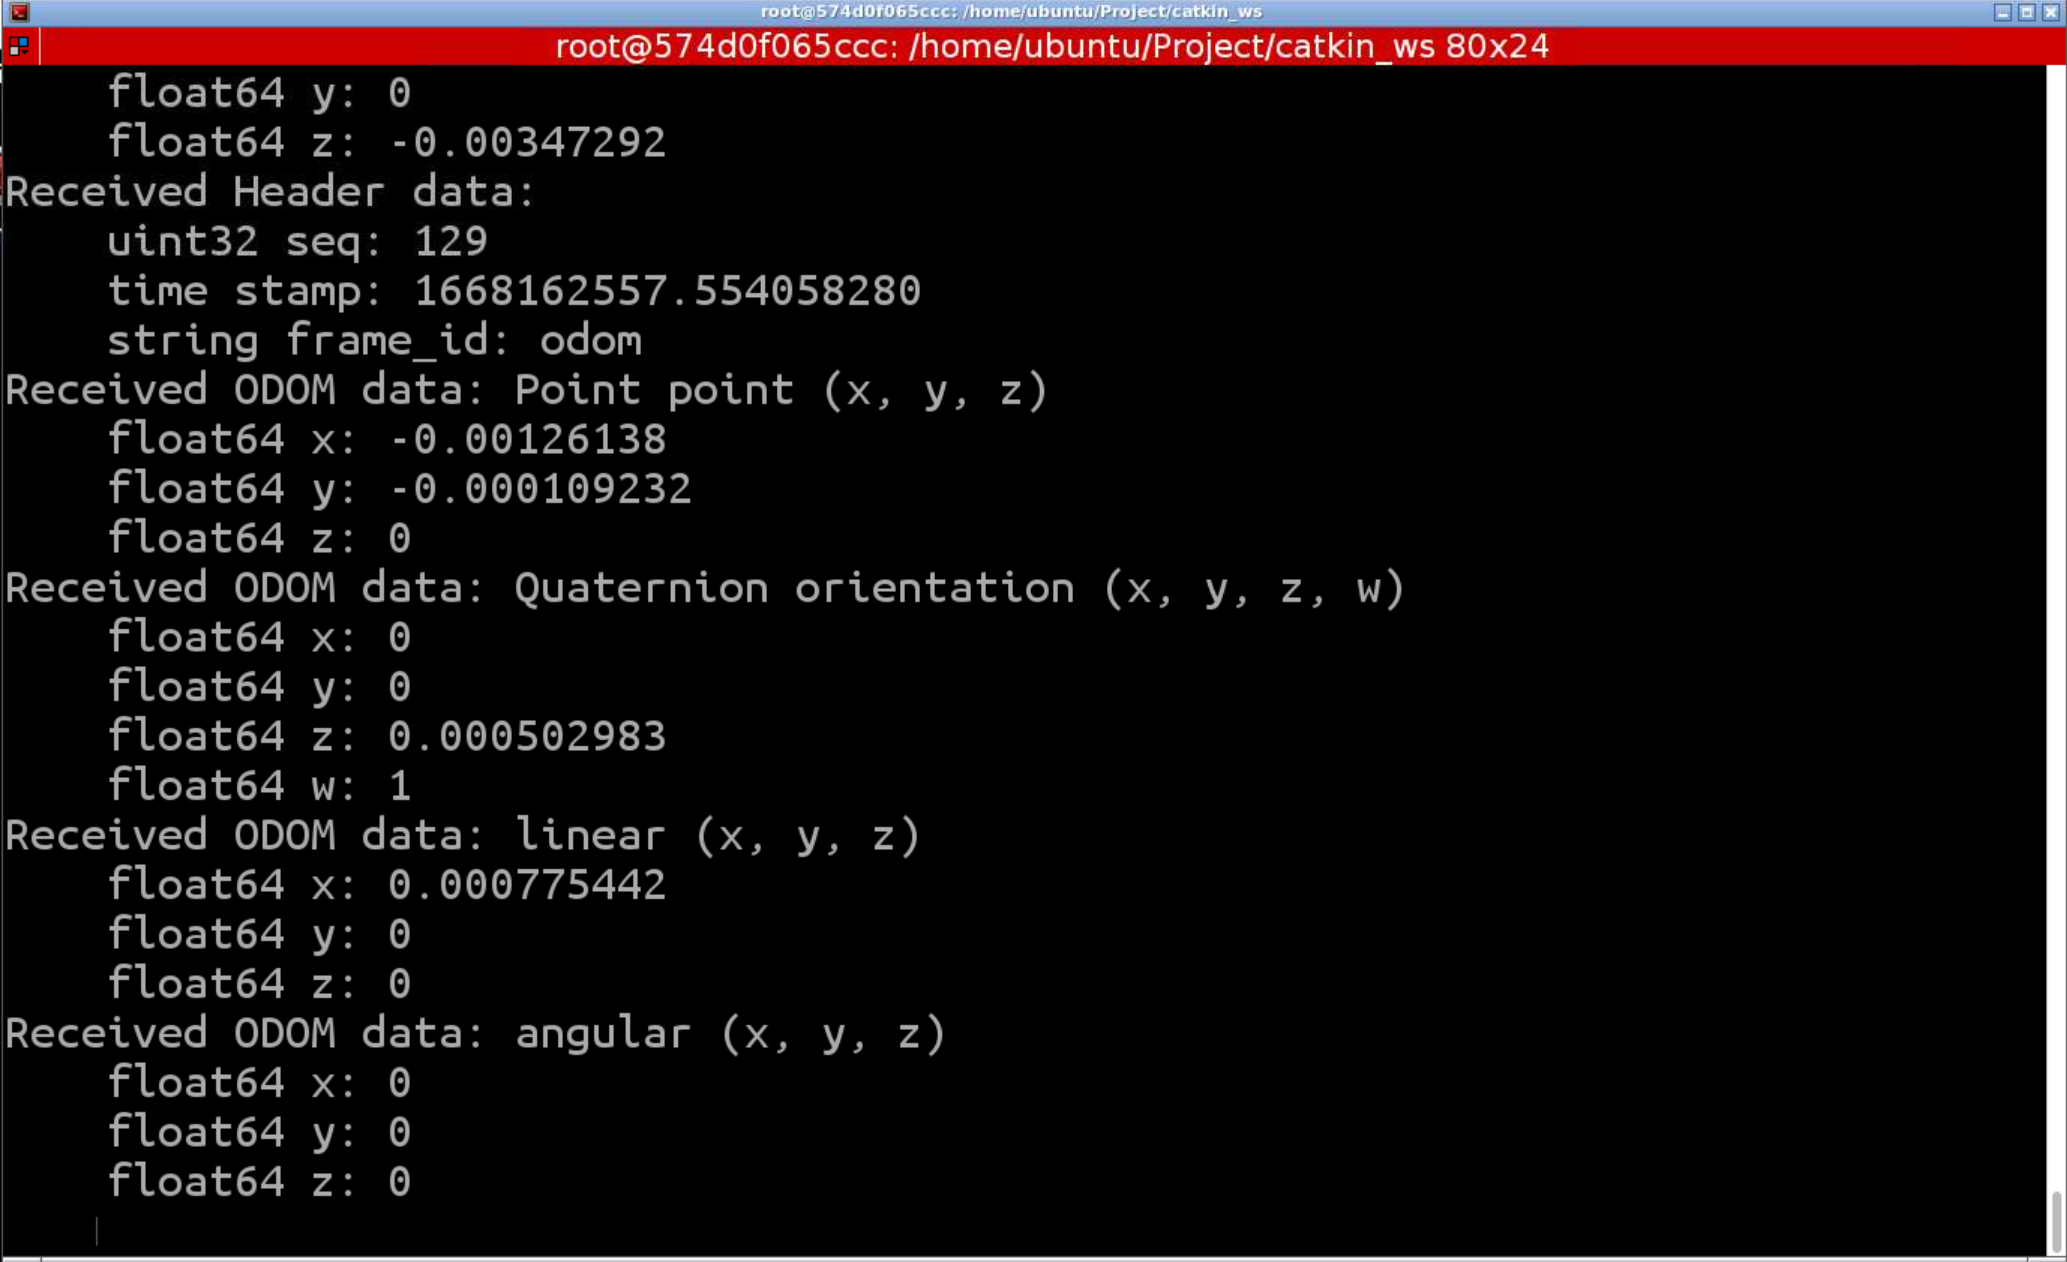 root@574d0f065ccc: /home/ubuntu/Project/catkin_ws
root@574d0f065ccc: /home/ubuntu/Project/catkin_ws 80x24
float64 y: 0
float64 z: -0.00347292
Received Header data:
uint32 seq: 129
time stamp: 1668162557.554058280
string frame_id: odom
Received ODOM data: Point point (x, y, z)
float64 x: -0.00126138
float64 y: -0.000109232
float64 z: 0
Received ODOM data: Quaternion orientation (x, y, z, w)
float64 x: 0
float64 y: 0
float64 z: 0.000502983
float64 w: 1
Received ODOM data: linear (x, y, z)
float64 x: 0.000775442
float64 y: 0
float64 z: 0
Received ODOM data: angular (x, y, z)
float64 x: 0
float64 y: 0
float64 z: 0